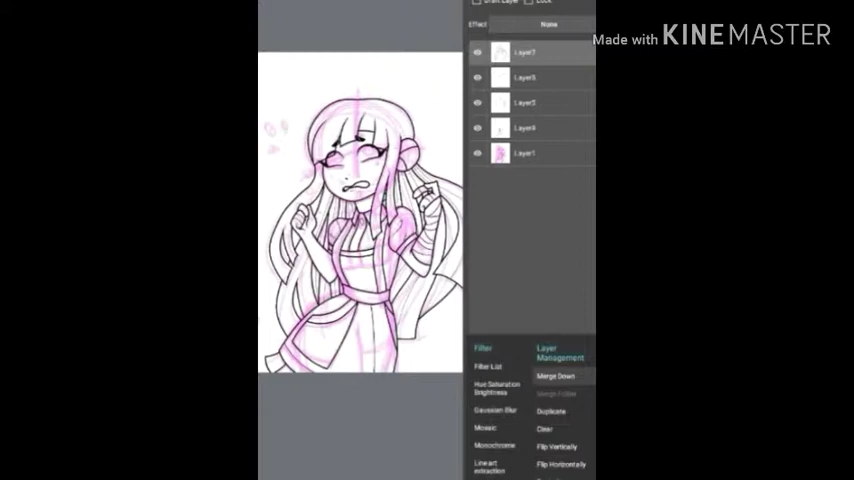 Draft Layer Lock
Effect None
Made with KINEMASTER
Layer7
Layer6
Layer5
Layer4
Layer1
Filter
Layer Management
Filter List
Merge Down
Hue Saturation Brightness
Merge Folder
Gaussian Blur
Duplicate
Mosaic
Clear
Monochrome
Flip Vertically
Line art extraction
Flip Horizontally